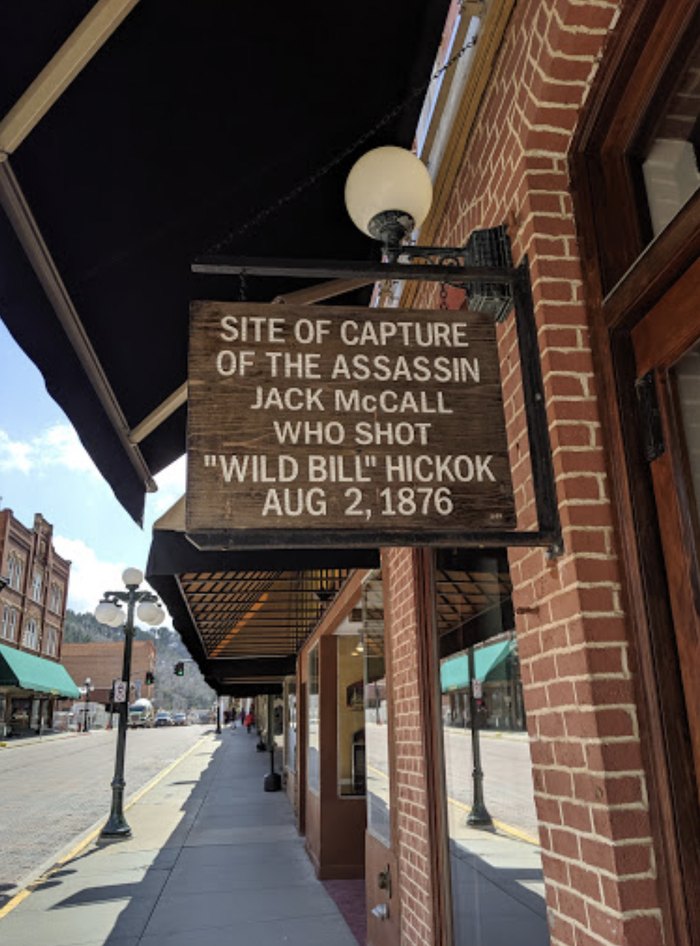 SITE OF CAPTURE
OF THE ASSASSIN
JACK McCALL
WHO SHOT
"WILD BILL" HICKOK
AUG 2, 1876